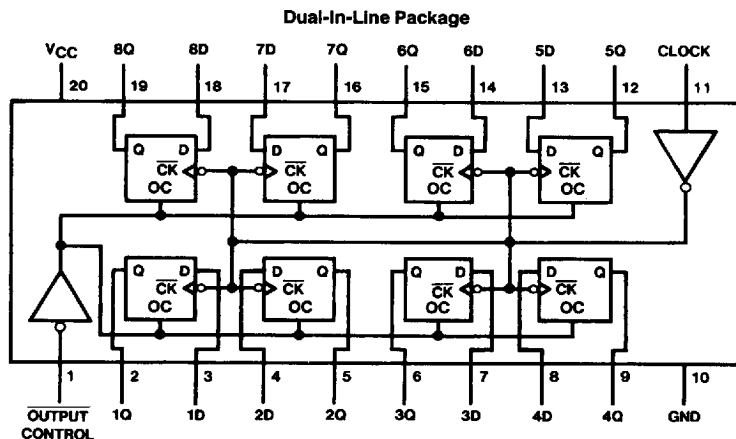 Dual-In-Line Package
VCC 8Q 8D 7D 7Q 6Q 6D 5D 5Q CLOCK
20 19 18 17 16 15 14 13 12 11
Q D D Q Q D D Q
CK CK CK CK
OC OC OC OC
Q D D Q Q D D Q
CK CK CK CK
OC OC OC OC
1 2 3 4 5 6 7 8 9 10
OUTPUT CONTROL 1Q 1D 2D 2Q 3Q 3D 4D 4Q GND